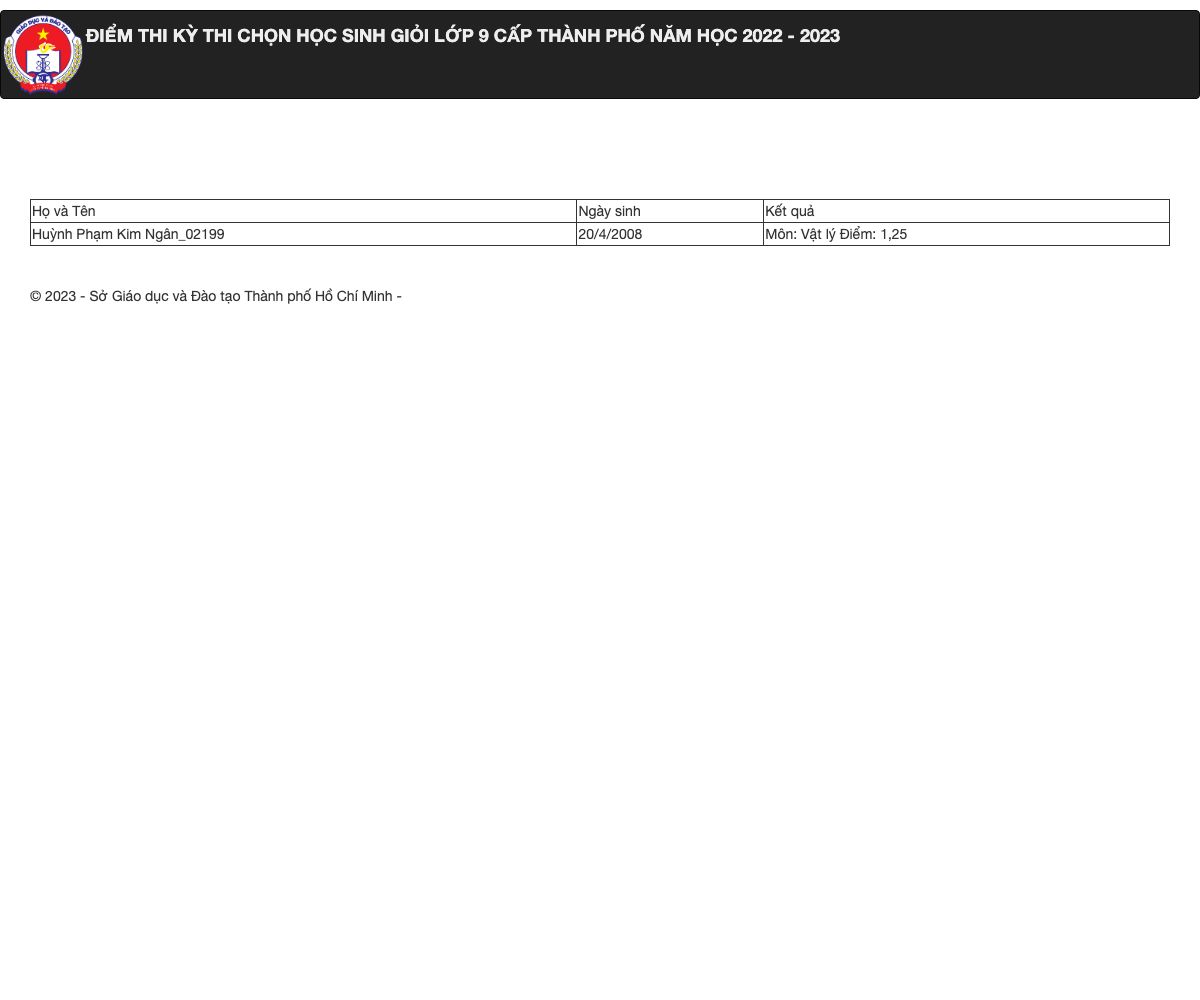 GIÁO DỤC VÀ ĐÀO TẠO
ĐIỂM THI KỲ THI CHỌN HỌC SINH GIỎI LỚP 9 CẤP THÀNH PHỐ NĂM HỌC 2022 - 2023
Họ và Tên Ngày sinh Kết quả
Huỳnh Phạm Kim Ngân_02199 20/4/2008 Môn: Vật lý Điểm: 1,25
© 2023 - Sở Giáo dục và Đào tạo Thành phố Hồ Chí Minh -